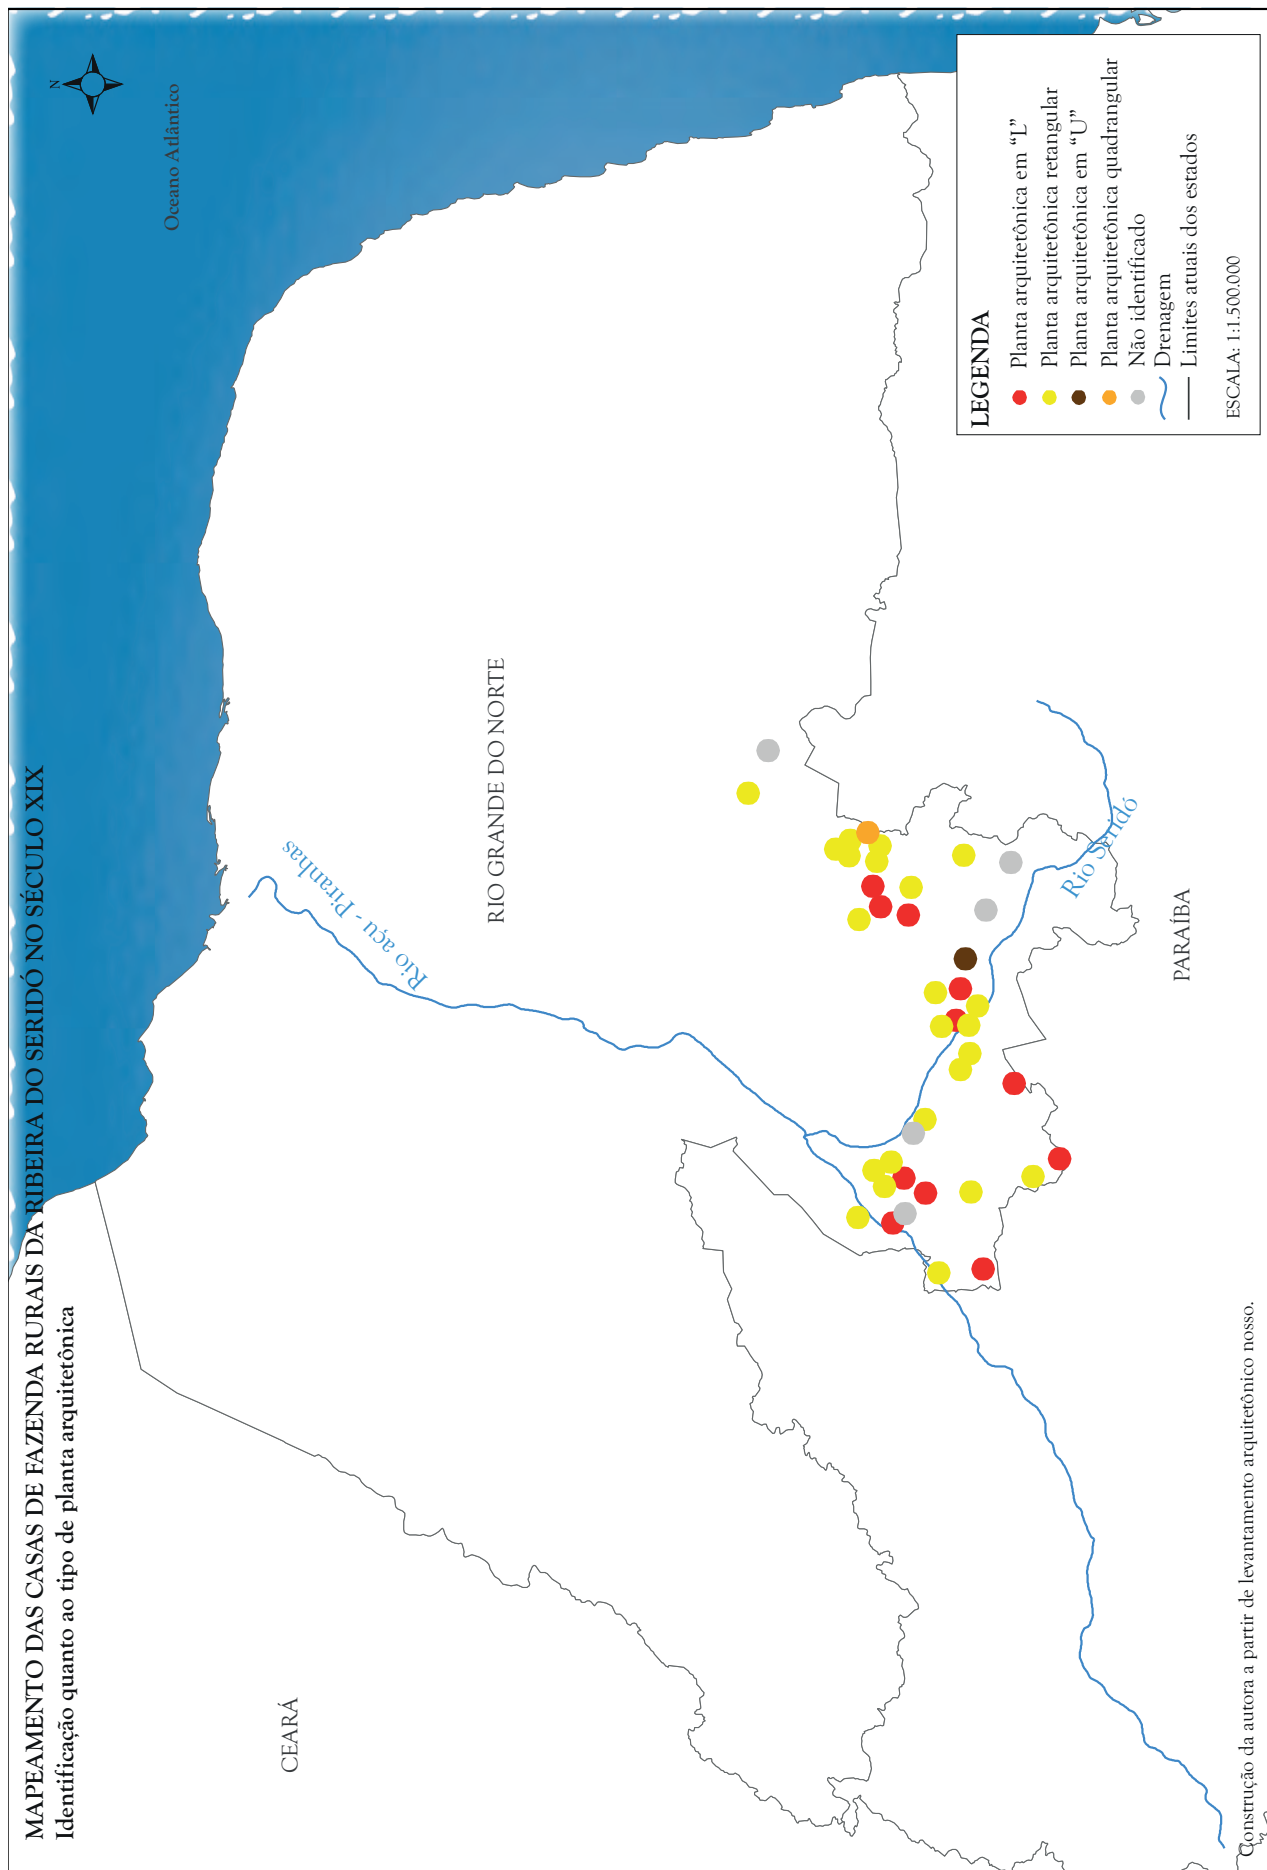 MAPEAMENTO DAS CASAS DE FAZENDA RURAIS DA RIBEIRA DO SERIDÓ NO SÉCULO XIX
Identificação quanto ao tipo de planta arquitetônica
N
Oceano Atlântico
CEARÁ
RIO GRANDE DO NORTE
Rio açu - Piranhas
Rio Seridó
PARAÍBA
LEGENDA
Planta arquitetônica em “L”
Planta arquitetônica retangular
Planta arquitetônica em “U”
Planta arquitetônica quadrangular
Não identificado
Drenagem
Limites atuais dos estados
ESCALA: 1:1.500.000
Construção da autora a partir de levantamento arquitetônico nosso.